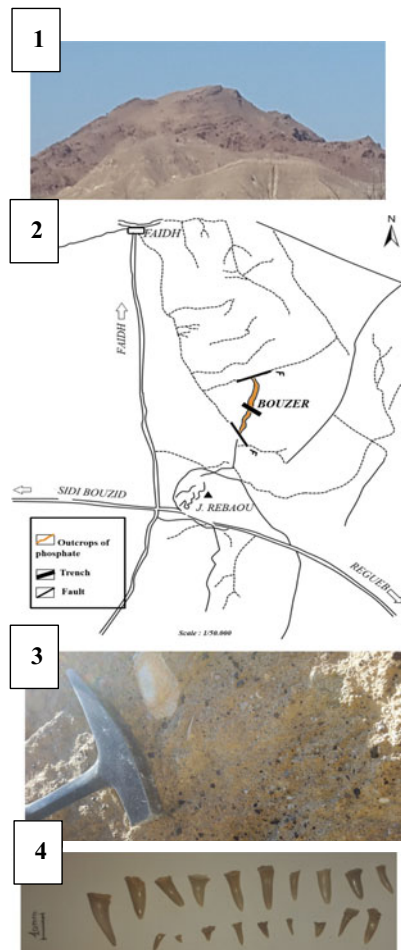 1
2
N
FAIDH
FAIDH
F
BOUZER
F
SIDI BOUZID
J. REBAOU
REGUEB
Outcrops of
phosphate
Trench
Fault
Scale : 1/50.000
3
4